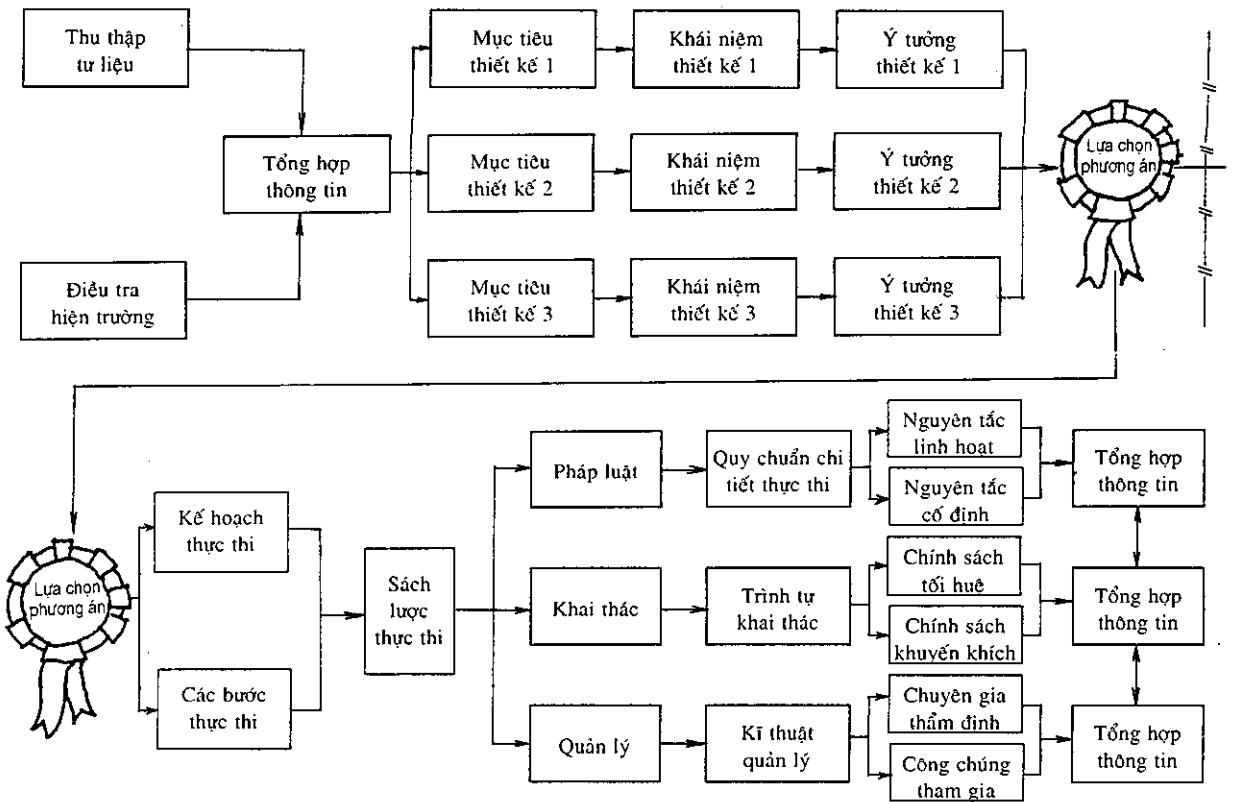 Thu thập
tư liệu
Điều tra
hiện trường
Tổng hợp
thông tin
Mục tiêu
thiết kế 1
Khái niệm
thiết kế 1
Ý tưởng
thiết kế 1
Mục tiêu
thiết kế 2
Khái niệm
thiết kế 2
Ý tưởng
thiết kế 2
Mục tiêu
thiết kế 3
Khái niệm
thiết kế 3
Ý tưởng
thiết kế 3
Lựa chọn
phương án
Lựa chọn
phương án
Kế hoạch
thực thi
Các bước
thực thi
Sách
lược
thực thi
Pháp luật
Quy chuẩn chi
tiết thực thi
Nguyên tắc
linh hoạt
Nguyên tắc
cố định
Tổng hợp
thông tin
Khai thác
Trình tự
khai thác
Chính sách
tối huệ
Chính sách
khuyến khích
Tổng hợp
thông tin
Quản lý
Kĩ thuật
quản lý
Chuyên gia
thẩm định
Công chúng
tham gia
Tổng hợp
thông tin